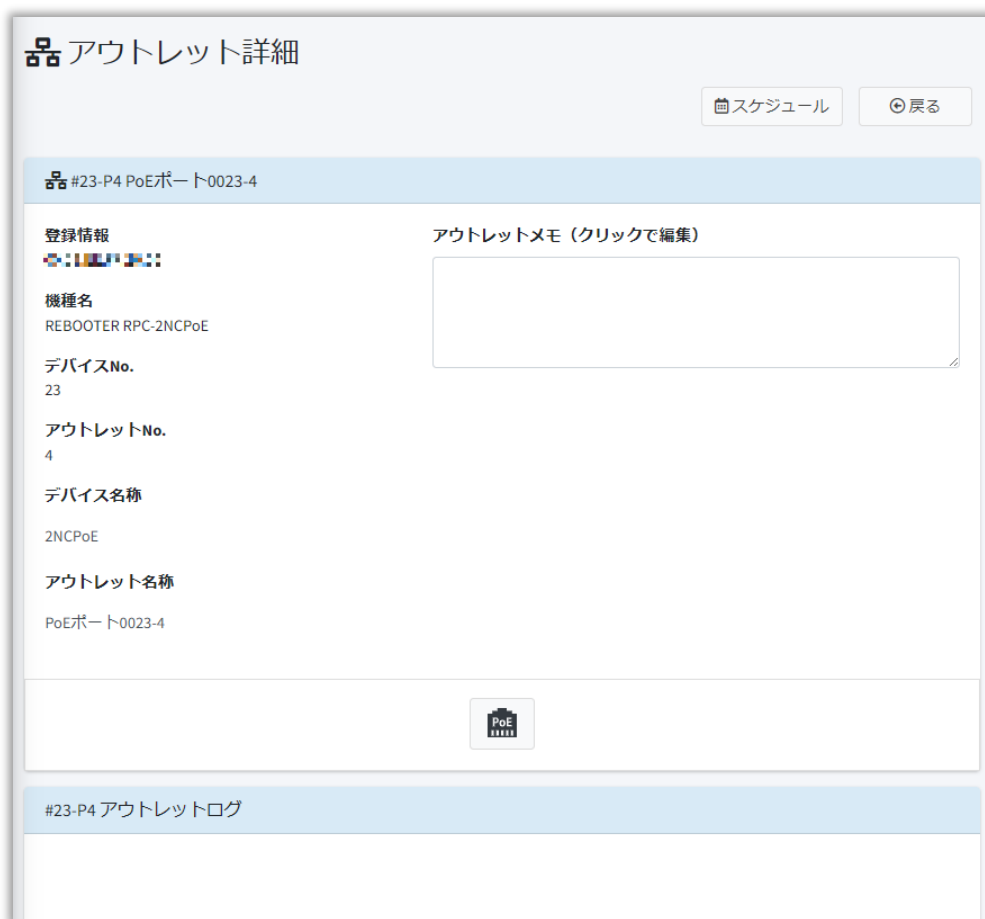 アウトレット詳細
スケジュール
戻る
#23-P4 PoEポート0023-4
登録情報
機種名
REBOOTER RPC-2NCPoE
デバイスNo.
23
アウトレットNo.
4
デバイス名称
2NCPoE
アウトレット名称
PoEポート0023-4
アウトレットメモ（クリックで編集）
PoE
#23-P4 アウトレットログ